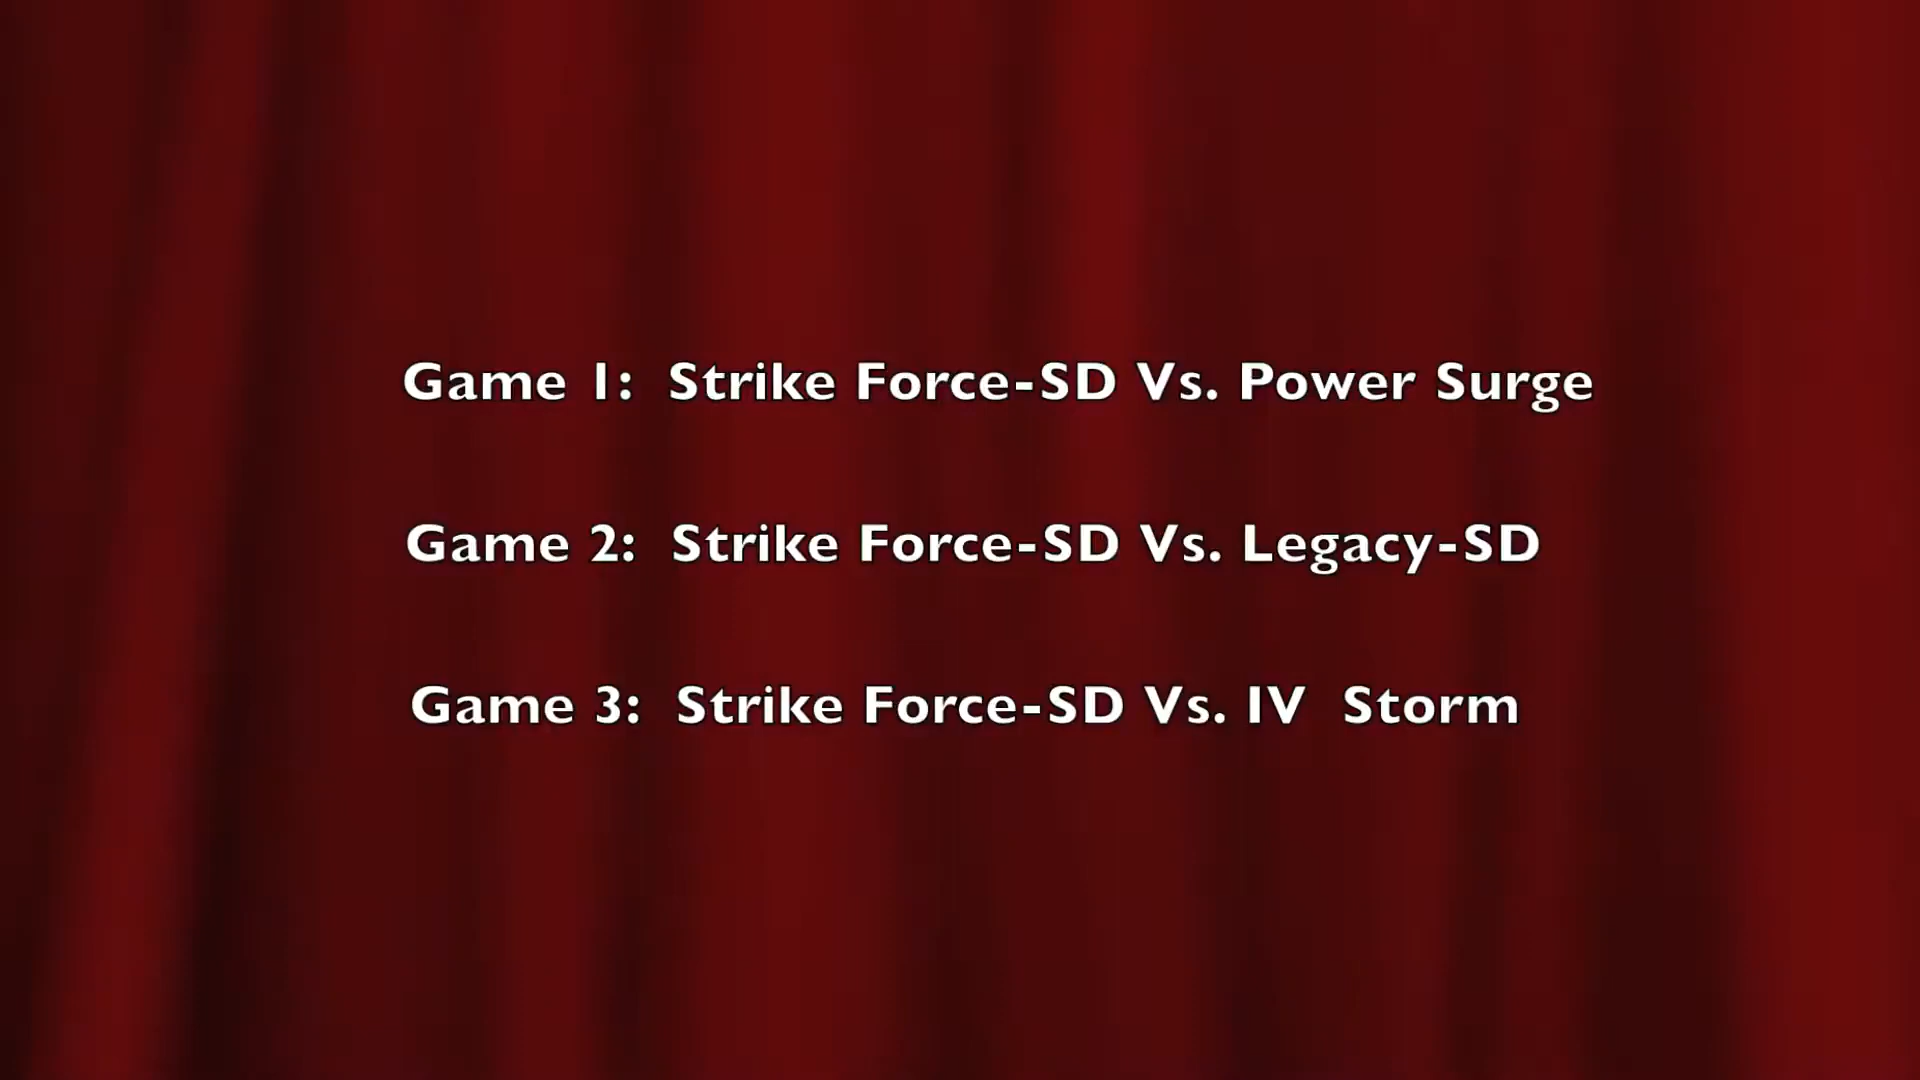 Game 1:  Strike Force-SD Vs. Power Surge
Game 2:  Strike Force-SD Vs. Legacy-SD
Game 3:  Strike Force-SD Vs. IV  Storm